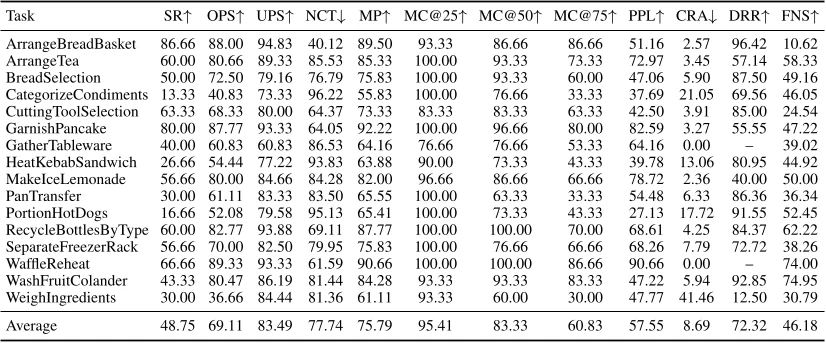 Task SR↑ OPS↑ UPS↑ NCT↓ MP↑ MC@25↑ MC@50↑ MC@75↑ PPL↑ CRA↓ DRR↑ FNS↑
ArrangeBreadBasket 86.66 88.00 94.83 40.12 89.50 93.33 86.66 86.66 51.16 2.57 96.42 10.62
ArrangeTea 60.00 80.66 89.33 85.53 85.33 100.00 93.33 73.33 72.97 3.45 57.14 58.33
BreadSelection 50.00 72.50 79.16 76.79 75.83 100.00 93.33 60.00 47.06 5.90 87.50 49.16
CategorizeCondiments 13.33 40.83 73.33 96.22 55.83 100.00 76.66 33.33 37.69 21.05 69.56 46.05
CuttingToolSelection 63.33 68.33 80.00 64.37 73.33 83.33 83.33 63.33 42.50 3.91 85.00 24.54
GarnishPancake 80.00 87.77 93.33 64.05 92.22 100.00 96.66 80.00 82.59 3.27 55.55 47.22
GatherTableware 40.00 60.83 60.83 86.53 64.16 76.66 76.66 53.33 64.16 0.00 – 39.02
HeatKebabSandwich 26.66 54.44 77.22 93.83 63.88 90.00 73.33 43.33 39.78 13.06 80.95 44.92
MakeIceLemonade 56.66 80.00 84.66 84.28 82.00 96.66 86.66 66.66 78.72 2.36 40.00 50.00
PanTransfer 30.00 61.11 83.33 83.50 65.55 100.00 63.33 33.33 54.48 6.33 86.36 36.34
PortionHotDogs 16.66 52.08 79.58 95.13 65.41 100.00 73.33 43.33 27.13 17.72 91.55 52.45
RecycleBottlesByType 60.00 82.77 93.88 69.11 87.77 100.00 100.00 70.00 68.61 4.25 84.37 62.22
SeparateFreezerRack 56.66 70.00 82.50 79.95 75.83 100.00 76.66 66.66 68.26 7.79 72.72 38.26
WaffleReheat 66.66 89.33 93.33 61.59 90.66 100.00 100.00 86.66 90.66 0.00 – 74.00
WashFruitColander 43.33 80.47 86.19 81.44 84.28 93.33 93.33 83.33 47.22 5.94 92.85 74.95
WeighIngredients 30.00 36.66 84.44 81.36 61.11 93.33 60.00 30.00 47.77 41.46 12.50 30.79
Average 48.75 69.11 83.49 77.74 75.79 95.41 83.33 60.83 57.55 8.69 72.32 46.18